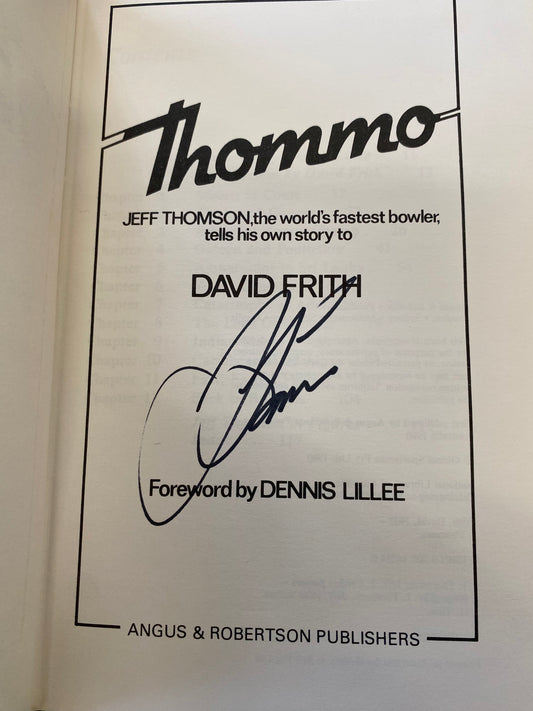 Thommo
JEFF THOMSON, the world's fastest bowler,
tells his own story to
DAVID FRITH
Foreword by DENNIS LILLEE
ANGUS & ROBERTSON PUBLISHERS